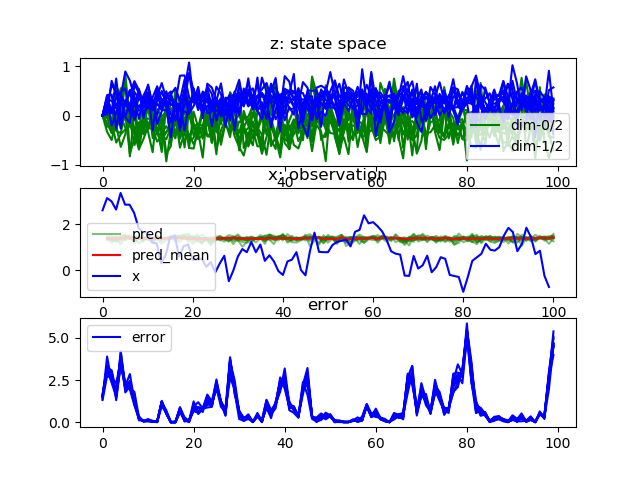 z: state space
1
0
−1
dim-0/2
dim-1/2
0 20 40 60 80 100
x: observation
2
0
pred
pred_mean
x
0 20 40 60 80 100
error
5.0
2.5
0.0
error
0 20 40 60 80 100